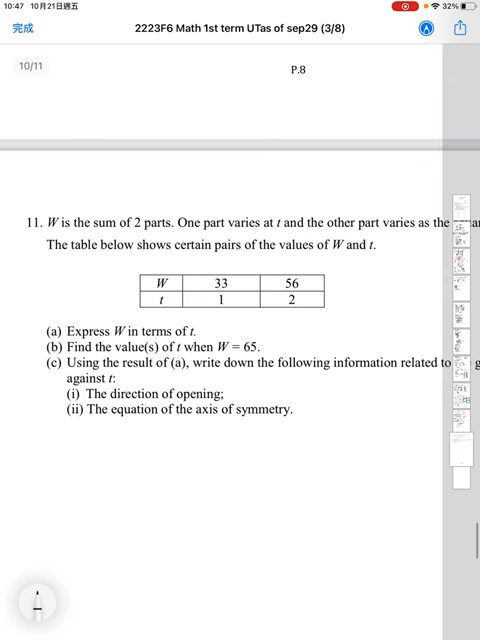 10:47 10月21日週五
32%
完成
2223F6 Math 1st term UTas of sep29 (3/8)
10/11
P.8
11. W is the sum of 2 parts. One part varies at t and the other part varies as the
The table below shows certain pairs of the values of W and t.
W 33 56
t 1 2
(a) Express W in terms of t.
(b) Find the value(s) of t when W = 65.
(c) Using the result of (a), write down the following information related to
against t:
(i) The direction of opening;
(ii) The equation of the axis of symmetry.